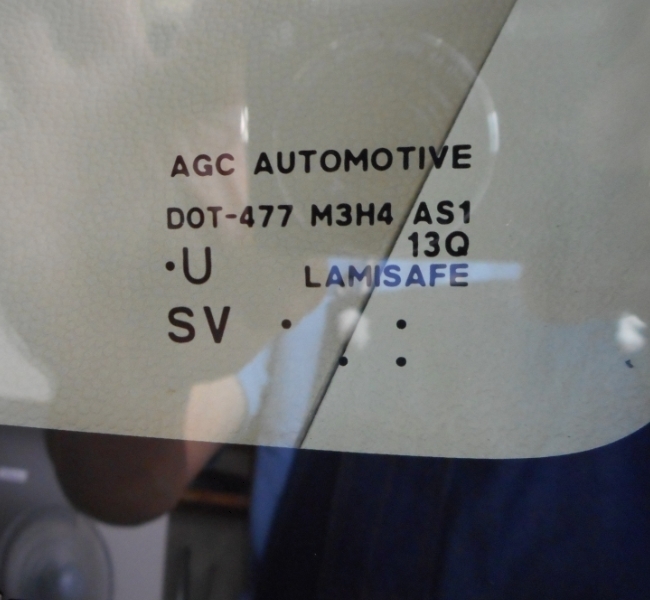 AGC AUTOMOTIVE
DOT-477 M3H4 AS1
13Q
·U
LAMISAFE
SV